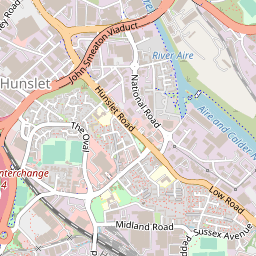 John Smeaton Viaduct
River Aire
Hunslet
National Road
Hunslet Road
Aire and Calder
The Oval
Low Road
Midland Road
Sussex Avenue
4